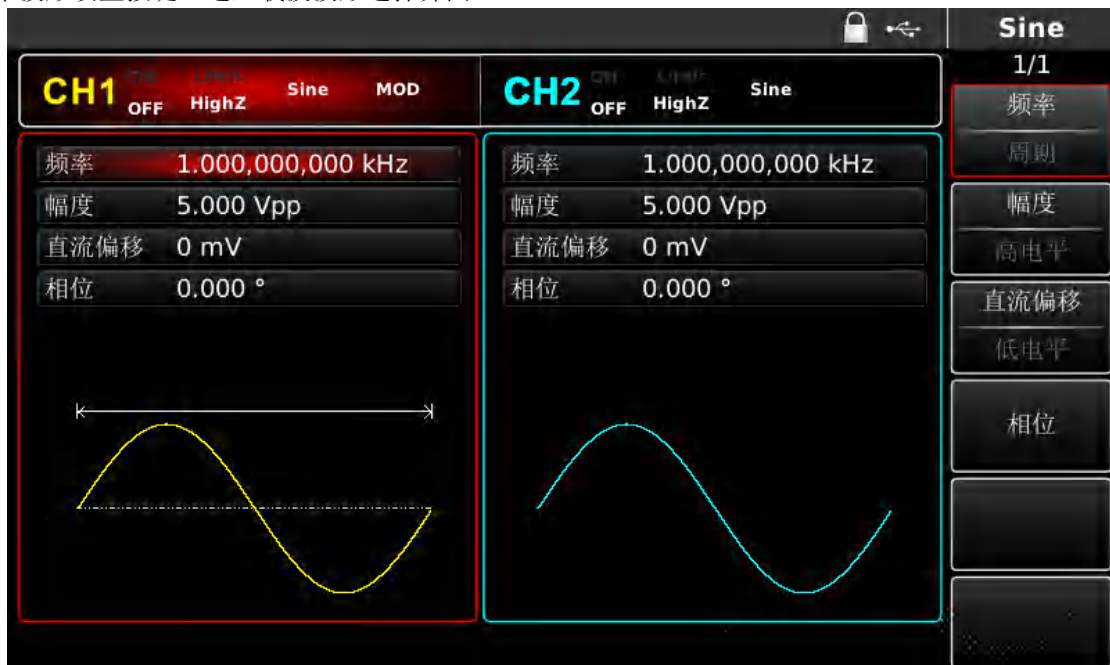 Sine
1/1
CH1 OFF HighZ Sine MOD
CH2 OFF HighZ Sine
频率 1.000,000,000 kHz
幅度 5.000 Vpp
直流偏移 0 mV
相位 0.000 °
频率 1.000,000,000 kHz
幅度 5.000 Vpp
直流偏移 0 mV
相位 0.000 °
频率
周期
幅度
高电平
直流偏移
低电平
相位